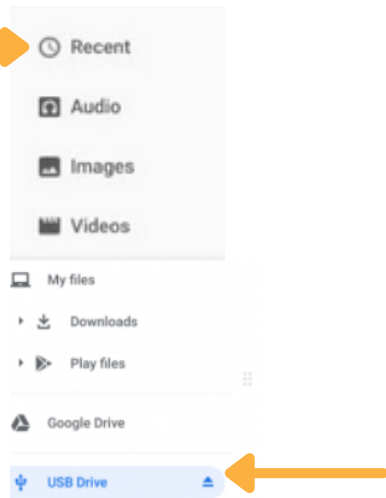 Recent
Audio
Images
Videos
My files
Downloads
Play files
Google Drive
USB Drive